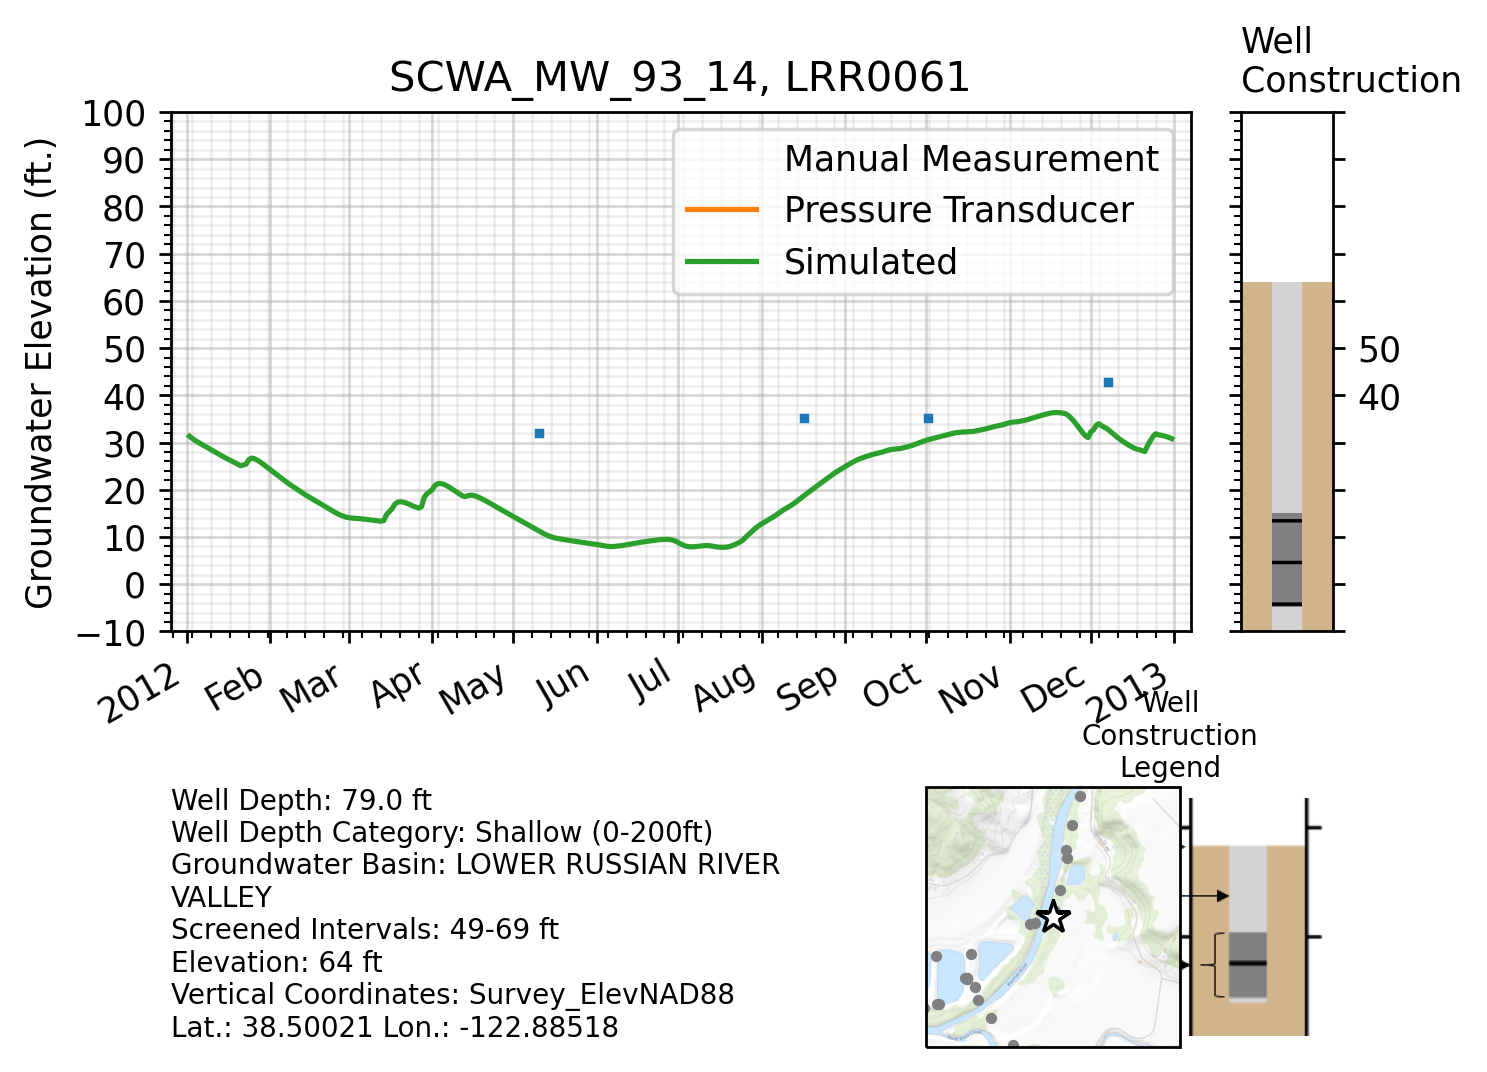 Well
Construction
SCWA_MW_93_14, LRR0061
Groundwater Elevation (ft.)
100
90
80
70
60
50
40
30
20
10
0
−10
Manual Measurement
Pressure Transducer
Simulated
50
40
2012
Feb
Mar
Apr
May
Jun
Jul
Aug
Sep
Oct
Nov
Dec
2013
Well
Construction
Legend
Well Depth: 79.0 ft
Well Depth Category: Shallow (0-200ft)
Groundwater Basin: LOWER RUSSIAN RIVER
VALLEY
Screened Intervals: 49-69 ft
Elevation: 64 ft
Vertical Coordinates: Survey_ElevNAD88
Lat.: 38.50021 Lon.: -122.88518